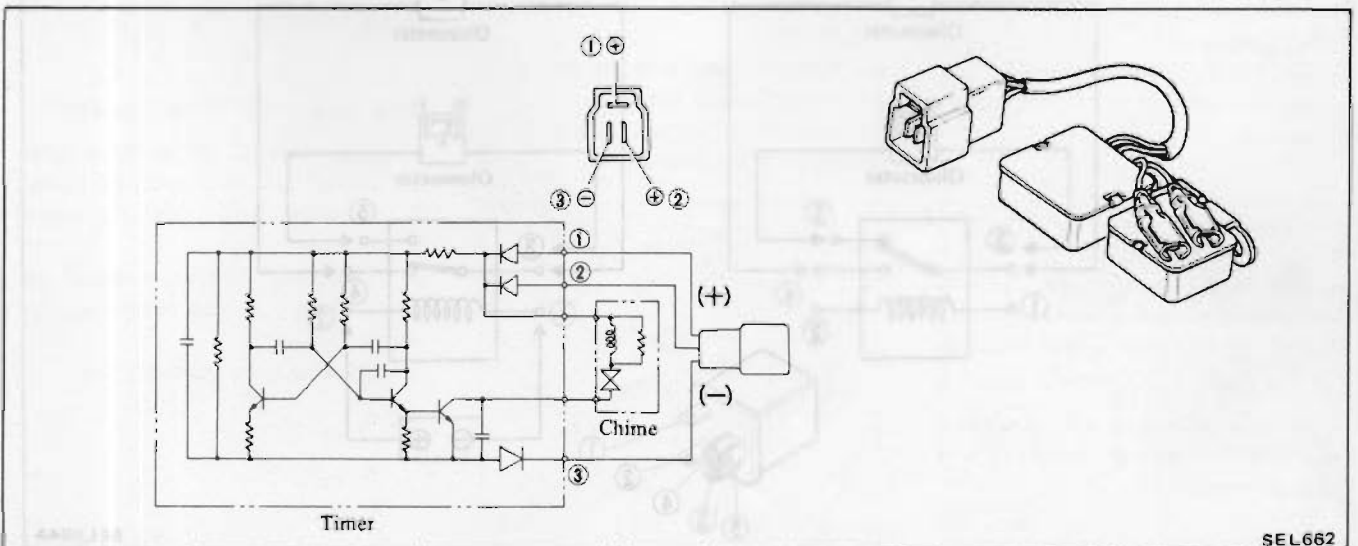 ① ⊕
③ ⊖
⊕ ②
①
②
(+)
(−)
Chime
③
Timer
SEL662